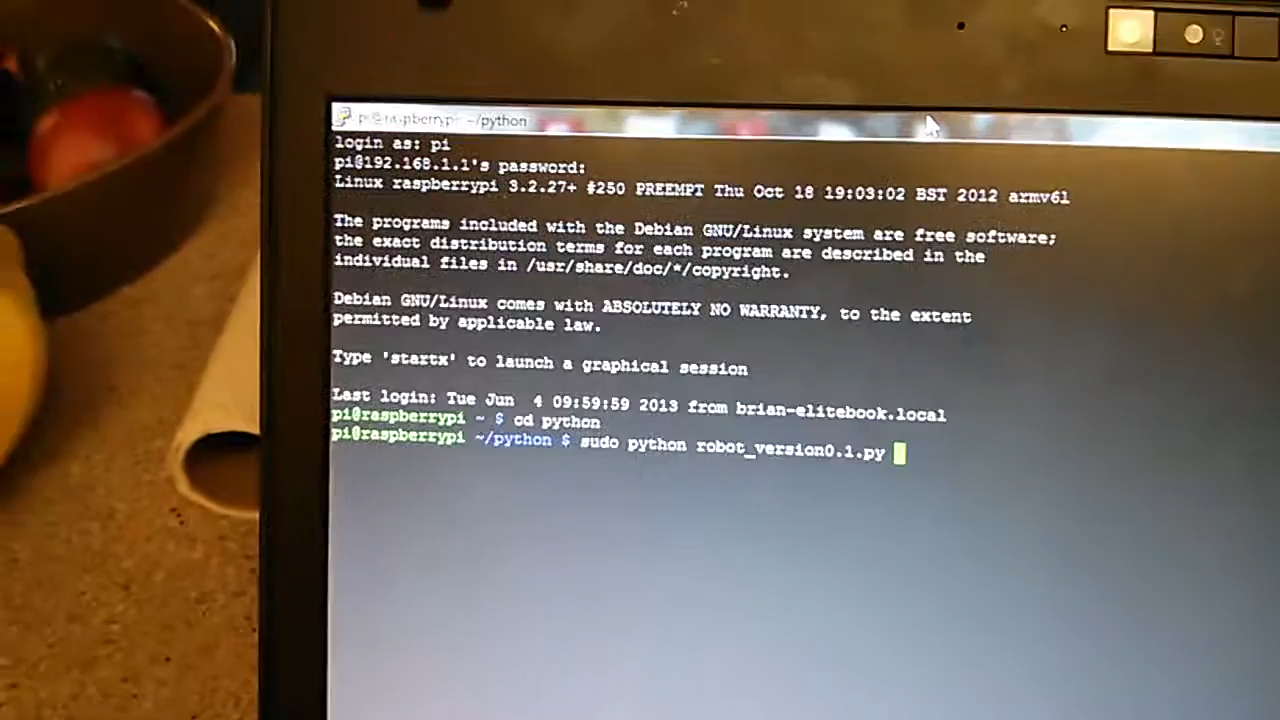 pi@raspberrypi: ~/python
login as: pi
pi@192.168.1.1's password:
Linux raspberrypi 3.2.27+ #250 PREEMPT Thu Oct 18 19:03:02 BST 2012 armv6l
The programs included with the Debian GNU/Linux system are free software;
the exact distribution terms for each program are described in the
individual files in /usr/share/doc/*/copyright.
Debian GNU/Linux comes with ABSOLUTELY NO WARRANTY, to the extent
permitted by applicable law.
Type 'startx' to launch a graphical session
Last login: Tue Jun  4 09:59:59 2013 from brian-elitebook.local
pi@raspberrypi ~ $ cd python
pi@raspberrypi ~/python $ sudo python robot_version0.1.py